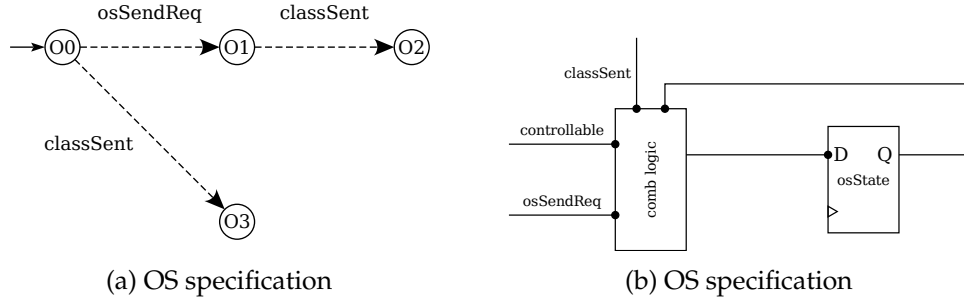 osSendReq
classSent
O0
O1
O2
classSent
O3
classSent
controllable
comb logic
osSendReq
D Q
osState
(a) OS specification
(b) OS specification